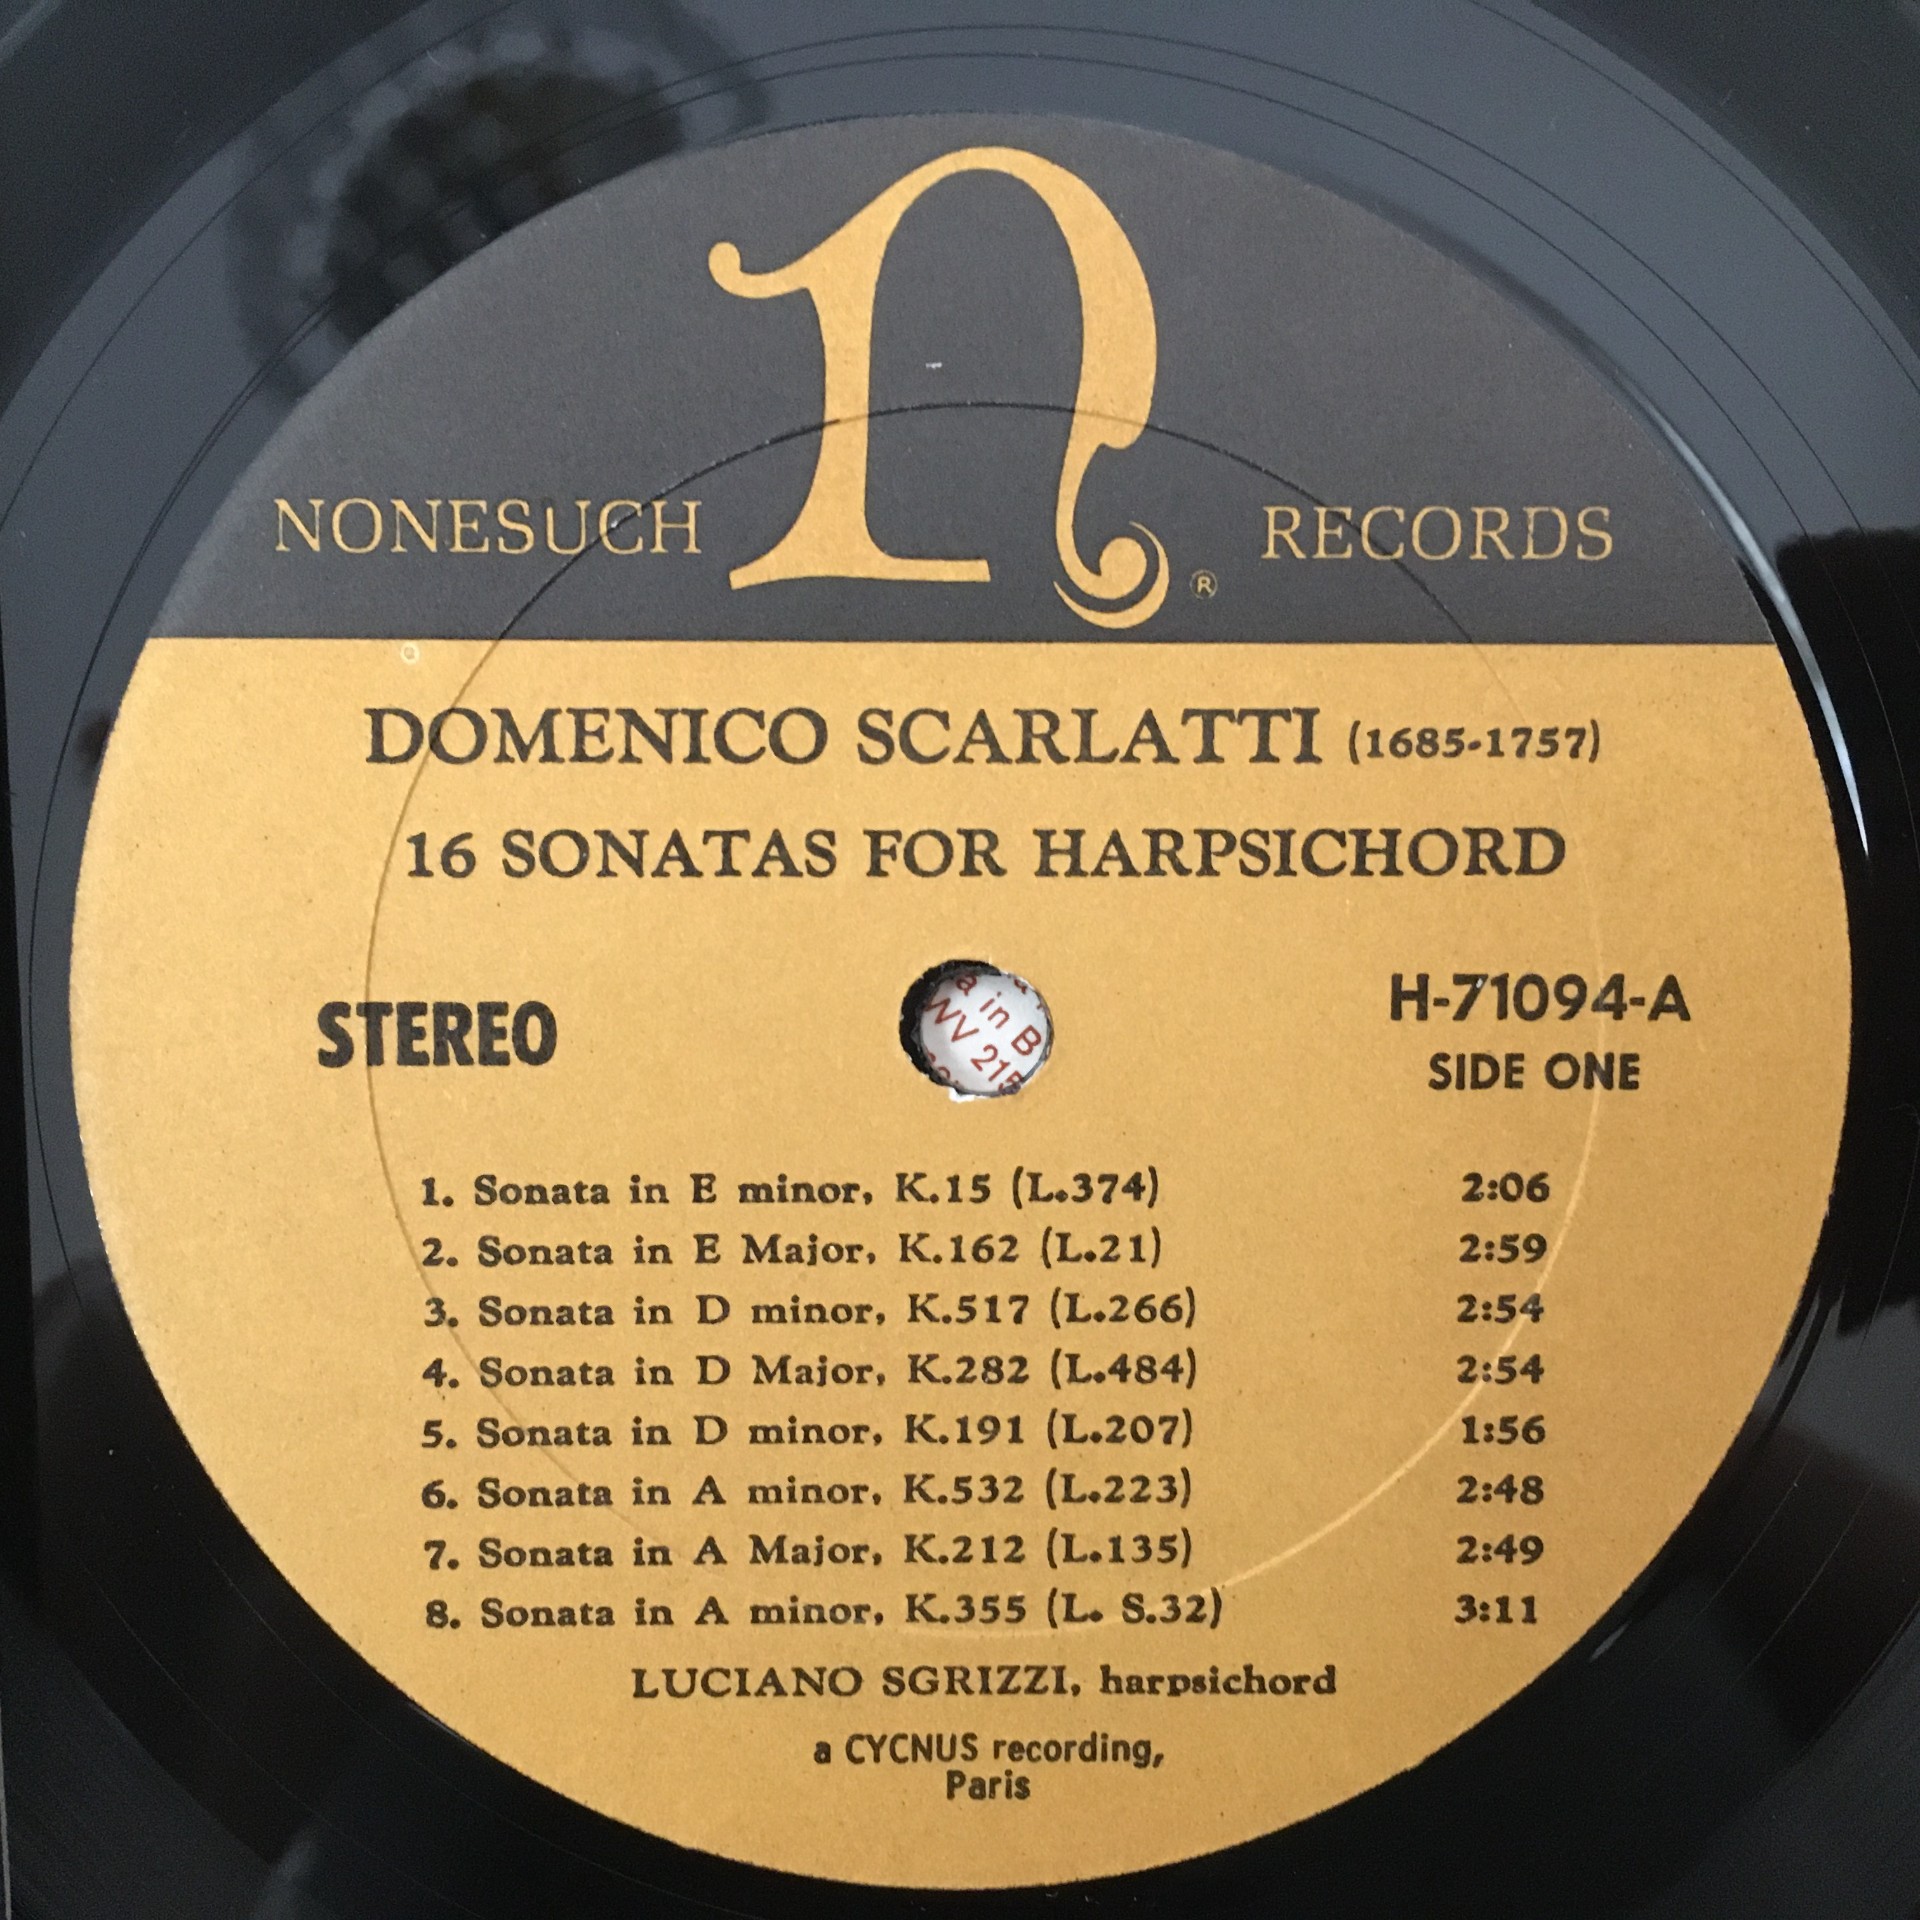 n
NONESUCH RECORDS ®
DOMENICO SCARLATTI (1685-1757)
16 SONATAS FOR HARPSICHORD
STEREO
H-71094-A
SIDE ONE
a in B
WV 215
1. Sonata in E minor, K.15 (L.374) 2:06
2. Sonata in E Major, K.162 (L.21) 2:59
3. Sonata in D minor, K.517 (L.266) 2:54
4. Sonata in D Major, K.282 (L.484) 2:54
5. Sonata in D minor, K.191 (L.207) 1:56
6. Sonata in A minor, K.532 (L.223) 2:48
7. Sonata in A Major, K.212 (L.135) 2:49
8. Sonata in A minor, K.355 (L. S.32) 3:11
LUCIANO SGRIZZI, harpsichord
a CYCNUS recording,
Paris